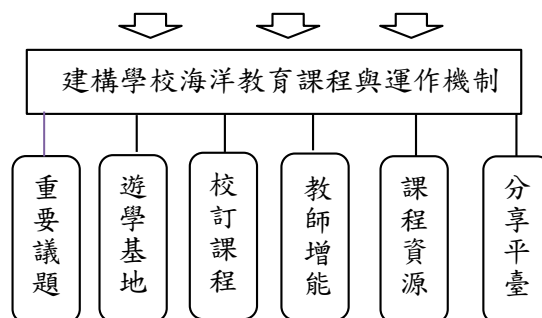 建構學校海洋教育課程與運作機制
重要議題
遊學基地
校訂課程
教師增能
課程資源
分享平臺